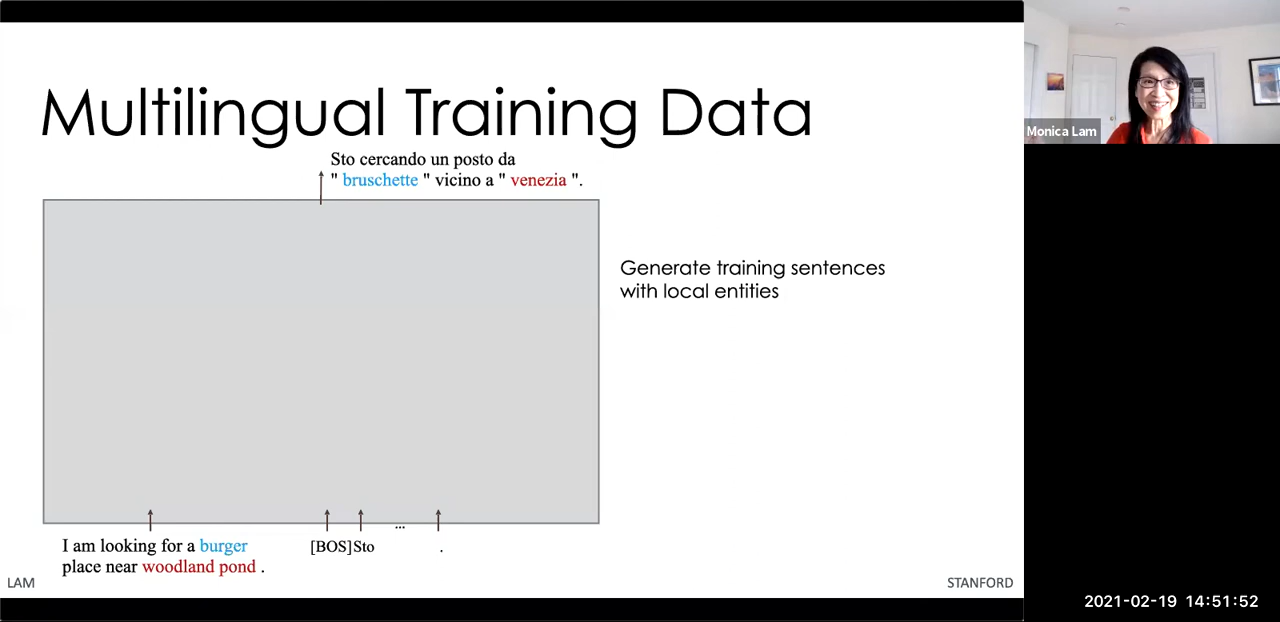 Multilingual Training Data
Sto cercando un posto da
" bruschette " vicino a " venezia ".
Generate training sentences
with local entities
...
I am looking for a burger
place near woodland pond .
[BOS] Sto
.
LAM
STANFORD
Monica Lam
2021-02-19 14:51:52